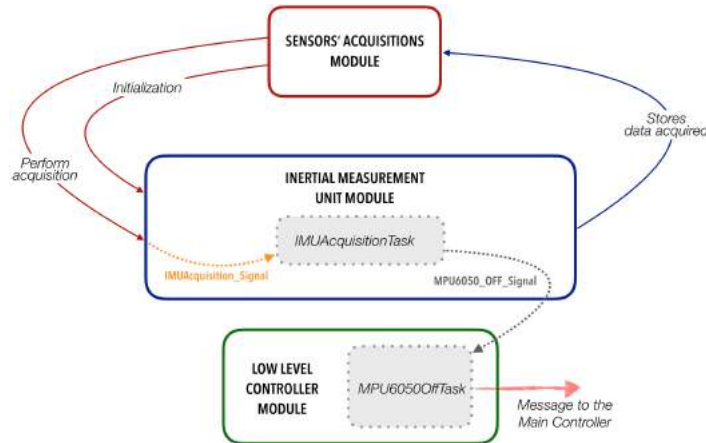 SENSORS' ACQUISITIONS
MODULE
Initialization
Stores
data acquired
Perform
acquisition
INERTIAL MEASUREMENT
UNIT MODULE
IMUAcquisitionTask
IMUAcquisition_Signal
MPU6050_OFF_Signal
LOW LEVEL
CONTROLLER
MODULE
MPU6050OffTask
Message to the
Main Controller